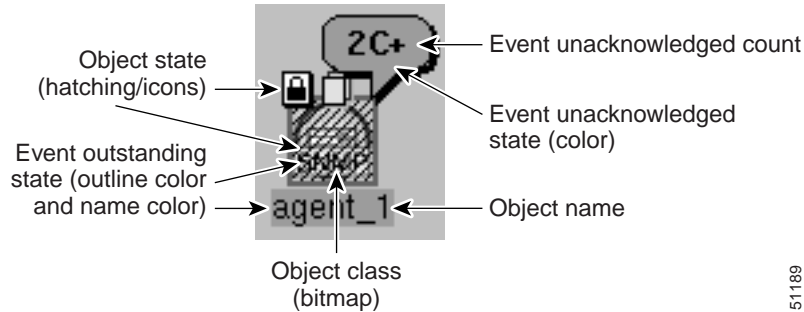 2C+
Event unacknowledged count
Object state
(hatching/icons)
Event unacknowledged
state (color)
Event outstanding
state (outline color
and name color)
SNMP
agent_1
Object name
Object class
(bitmap)
51189